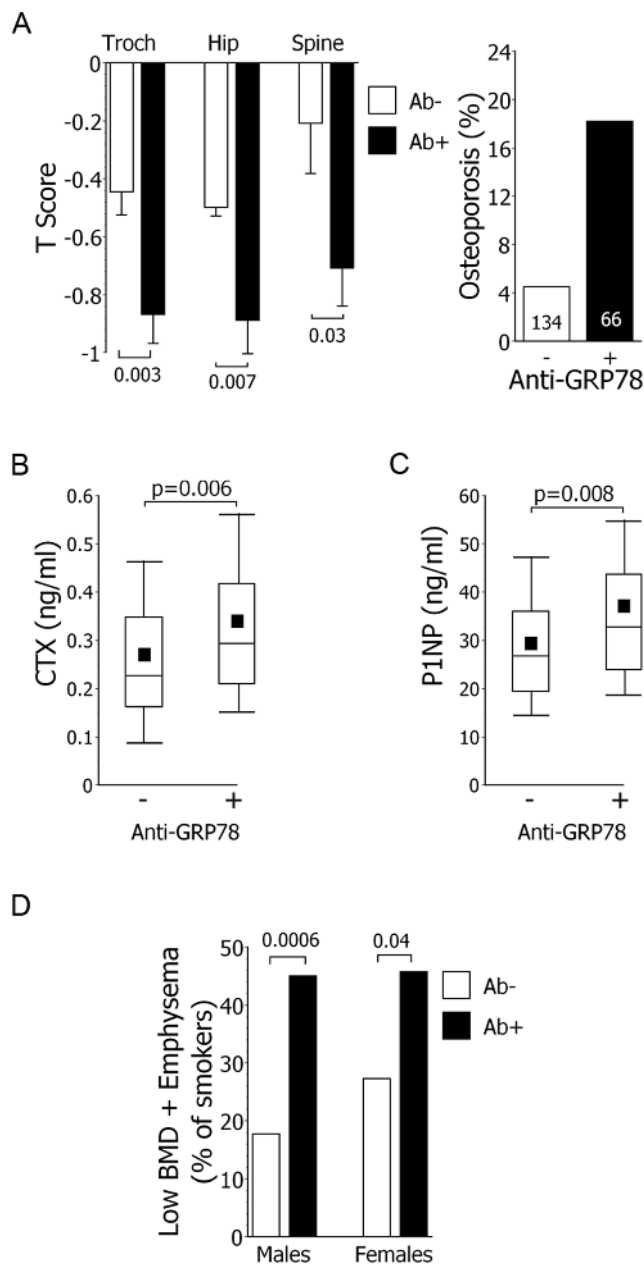 A
Troch Hip Spine
0
-0.2
-0.4
-0.6
-0.8
-1
T Score
0.003
0.007
0.03
Ab-
Ab+
24
20
16
12
8
4
0
Osteoporosis (%)
134
66
- +
Anti-GRP78
B
p=0.006
0.6
0.5
0.4
0.3
0.2
0.1
0
CTX (ng/ml)
- +
Anti-GRP78
C
p=0.008
60
50
40
30
20
10
0
P1NP (ng/ml)
- +
Anti-GRP78
D
0.0006
0.04
50
40
30
20
10
0
Low BMD + Emphysema
(% of smokers)
Ab-
Ab+
Males Females